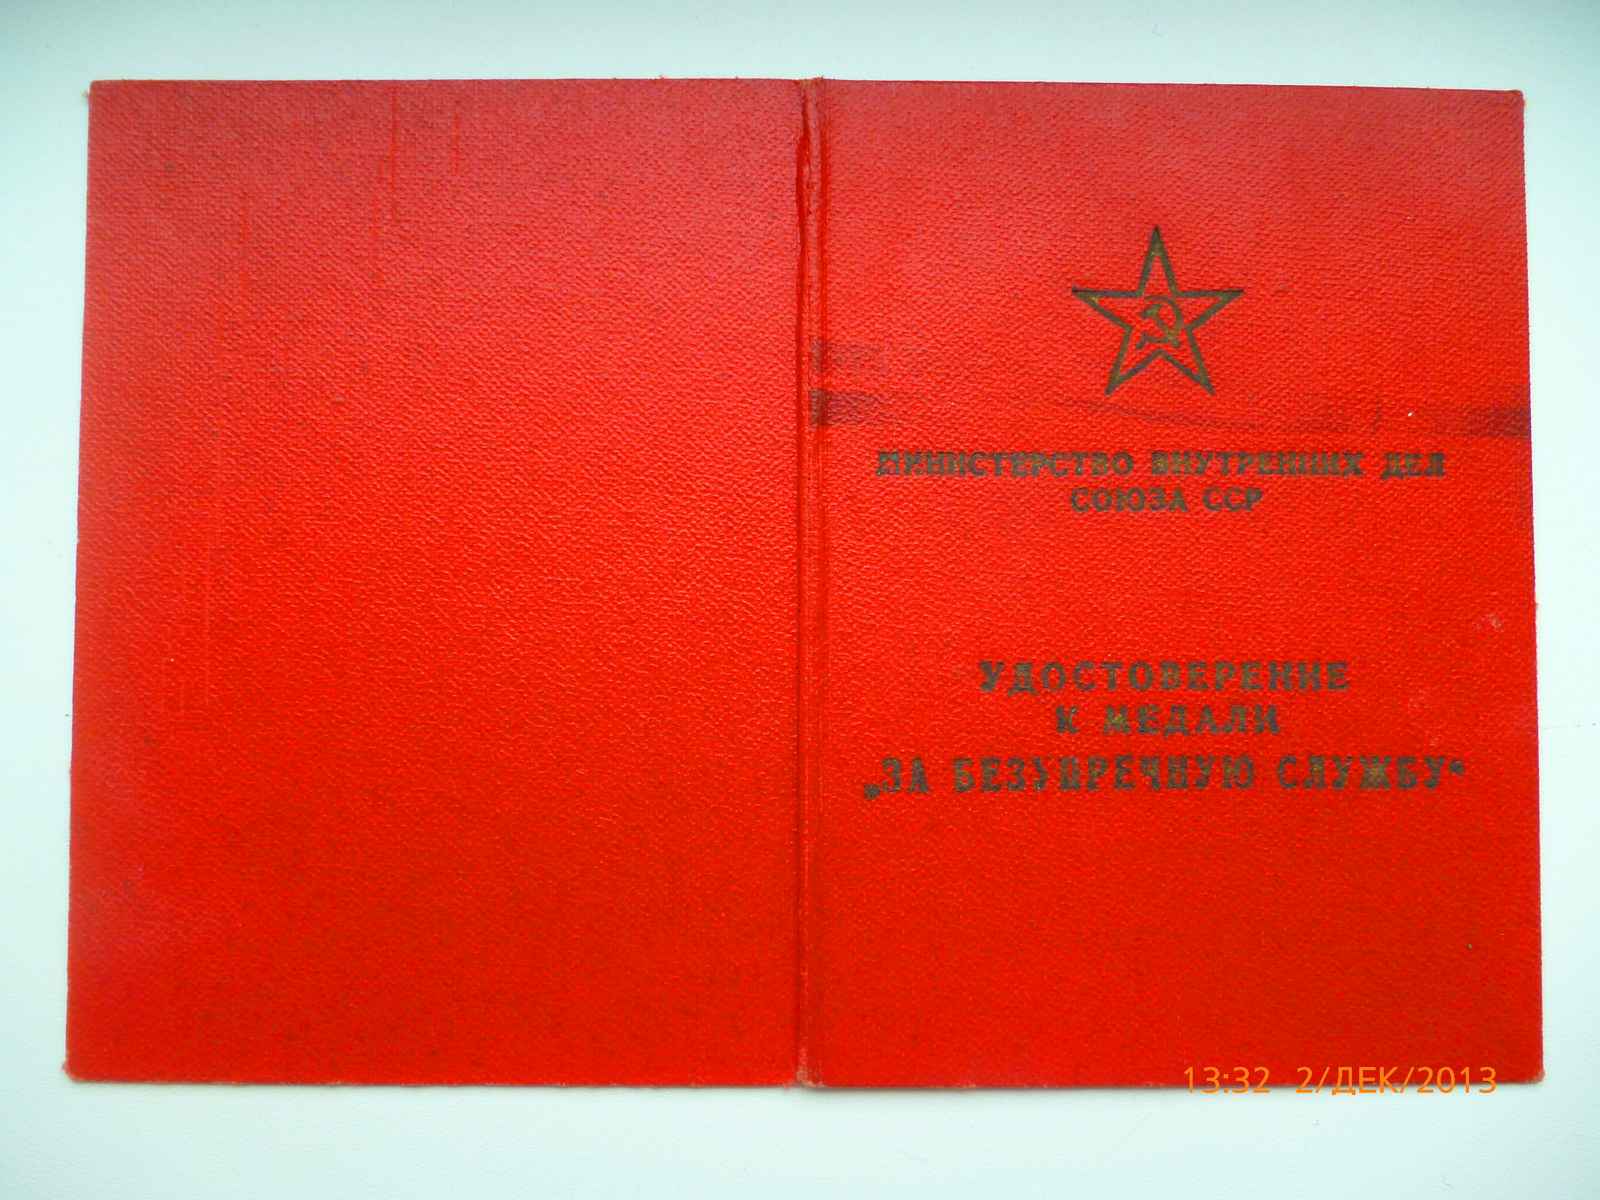 МИНИСТЕРСТВО ВНУТРЕННИХ ДЕЛ
СОЮЗА ССР
УДОСТОВЕРЕНИЕ
К МЕДАЛИ
„ЗА БЕЗУПРЕЧНУЮ СЛУЖБУ“
13:32 2/ДЕК/2013